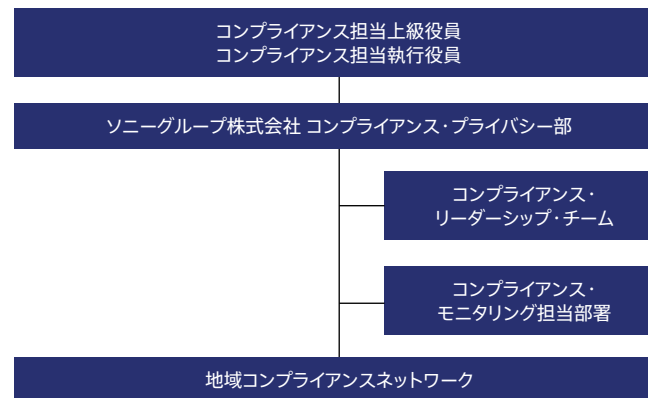 コンプライアンス担当上級役員
コンプライアンス担当執行役員
ソニーグループ株式会社 コンプライアンス・プライバシー部
コンプライアンス・
リーダーシップ・チーム
コンプライアンス・
モニタリング担当部署
地域コンプライアンスネットワーク